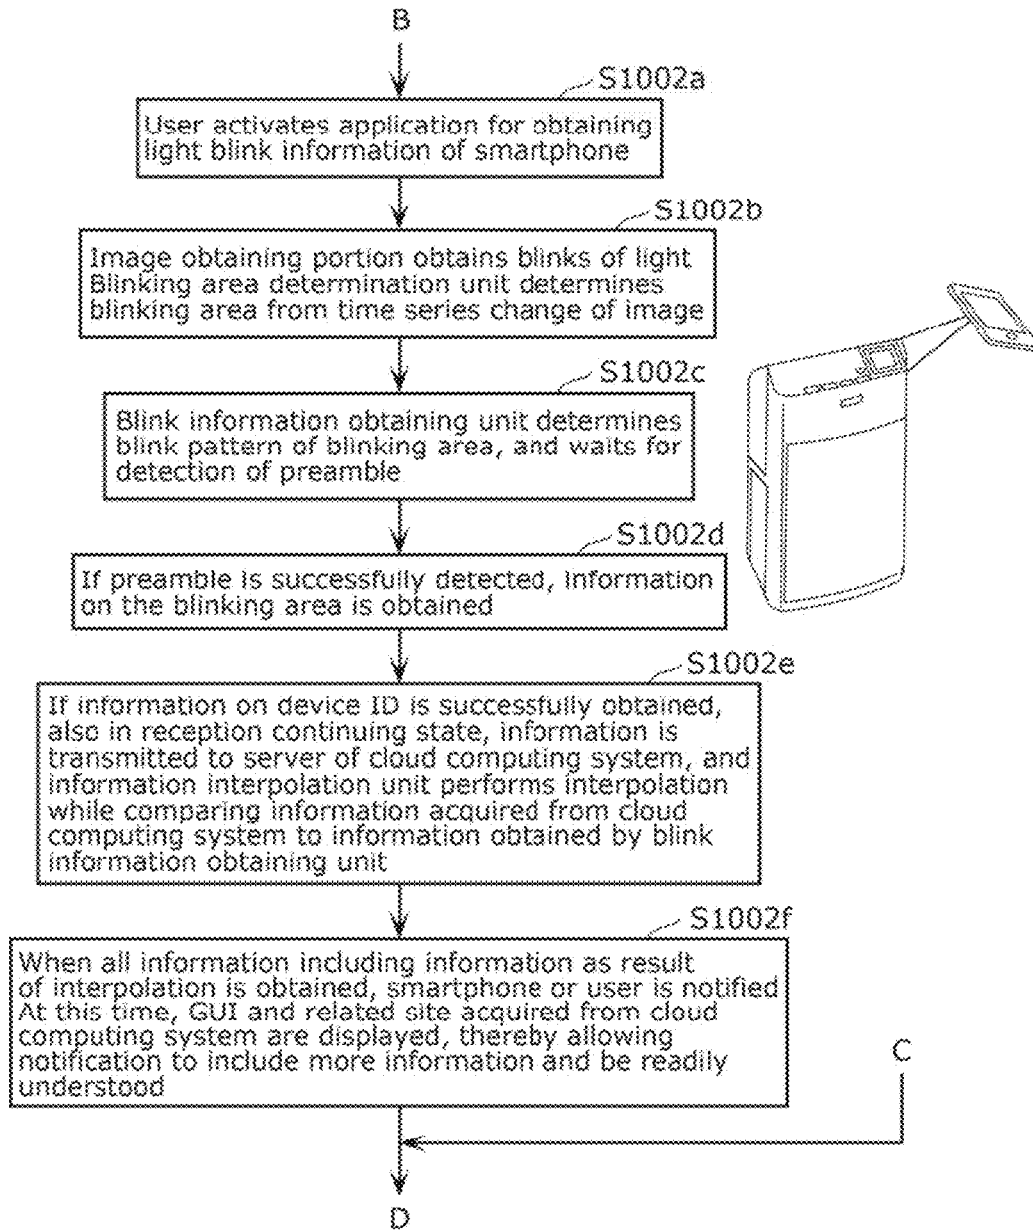 B
S1002a
User activates application for obtaining
light blink information of smartphone
S1002b
Image obtaining portion obtains blinks of light
Blinking area determination unit determines
blinking area from time series change of image
S1002c
Blink information obtaining unit determines
blink pattern of blinking area, and waits for
detection of preamble
S1002d
If preamble is successfully detected, information
on the blinking area is obtained
S1002e
If information on device ID is successfully obtained,
also in reception continuing state, information is
transmitted to server of cloud computing system, and
information interpolation unit performs interpolation
while comparing information acquired from cloud
computing system to information obtained by blink
information obtaining unit
S1002f
When all information including information as result
of interpolation is obtained, smartphone or user is notified
At this time, GUI and related site acquired from cloud
computing system are displayed, thereby allowing
notification to include more information and be readily
understood
C
D